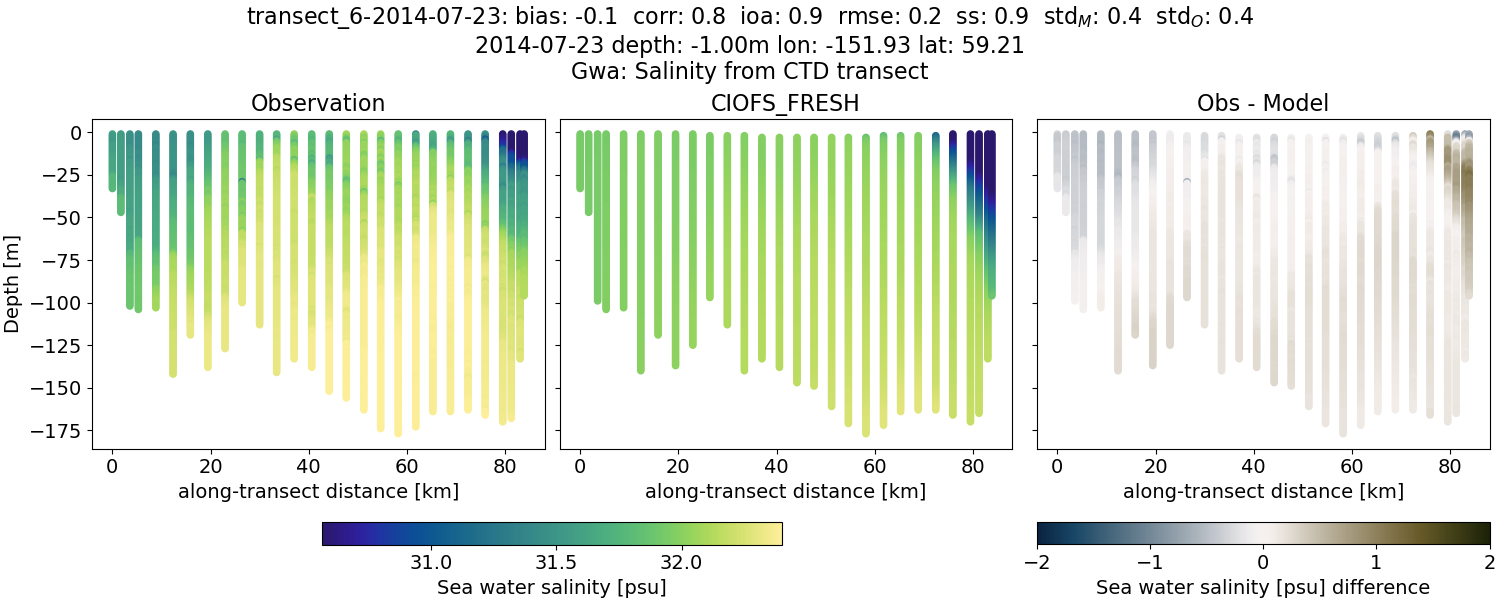 transect_6-2014-07-23: bias: -0.1 corr: 0.8 ioa: 0.9 rmse: 0.2 ss: 0.9 std_M: 0.4 std_O: 0.4
2014-07-23 depth: -1.00m lon: -151.93 lat: 59.21
Gwa: Salinity from CTD transect
Observation
CIOFS_FRESH
Obs - Model
Depth [m]
0
−25
−50
−75
−100
−125
−150
−175
0 20 40 60 80
0 20 40 60 80
0 20 40 60 80
along-transect distance [km]
along-transect distance [km]
along-transect distance [km]
31.0 31.5 32.0
Sea water salinity [psu]
−2 −1 0 1 2
Sea water salinity [psu] difference